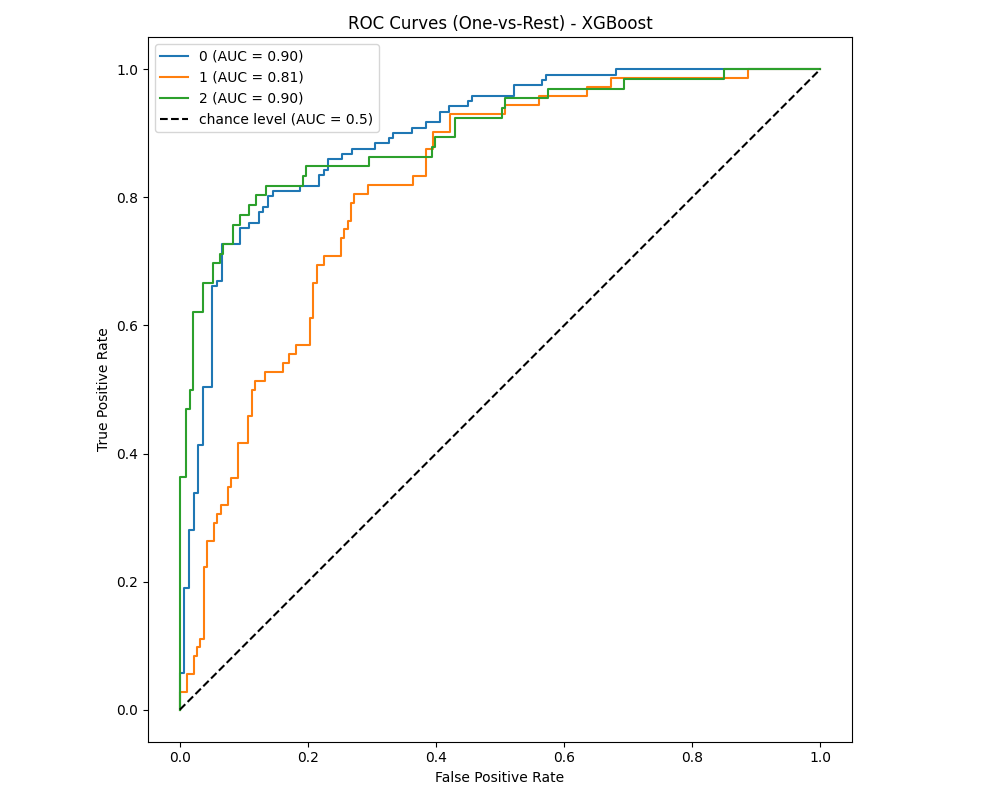 ROC Curves (One-vs-Rest) - XGBoost
0 (AUC = 0.90)
1 (AUC = 0.81)
2 (AUC = 0.90)
chance level (AUC = 0.5)
True Positive Rate
1.0
0.8
0.6
0.4
0.2
0.0
0.0 0.2 0.4 0.6 0.8 1.0
False Positive Rate